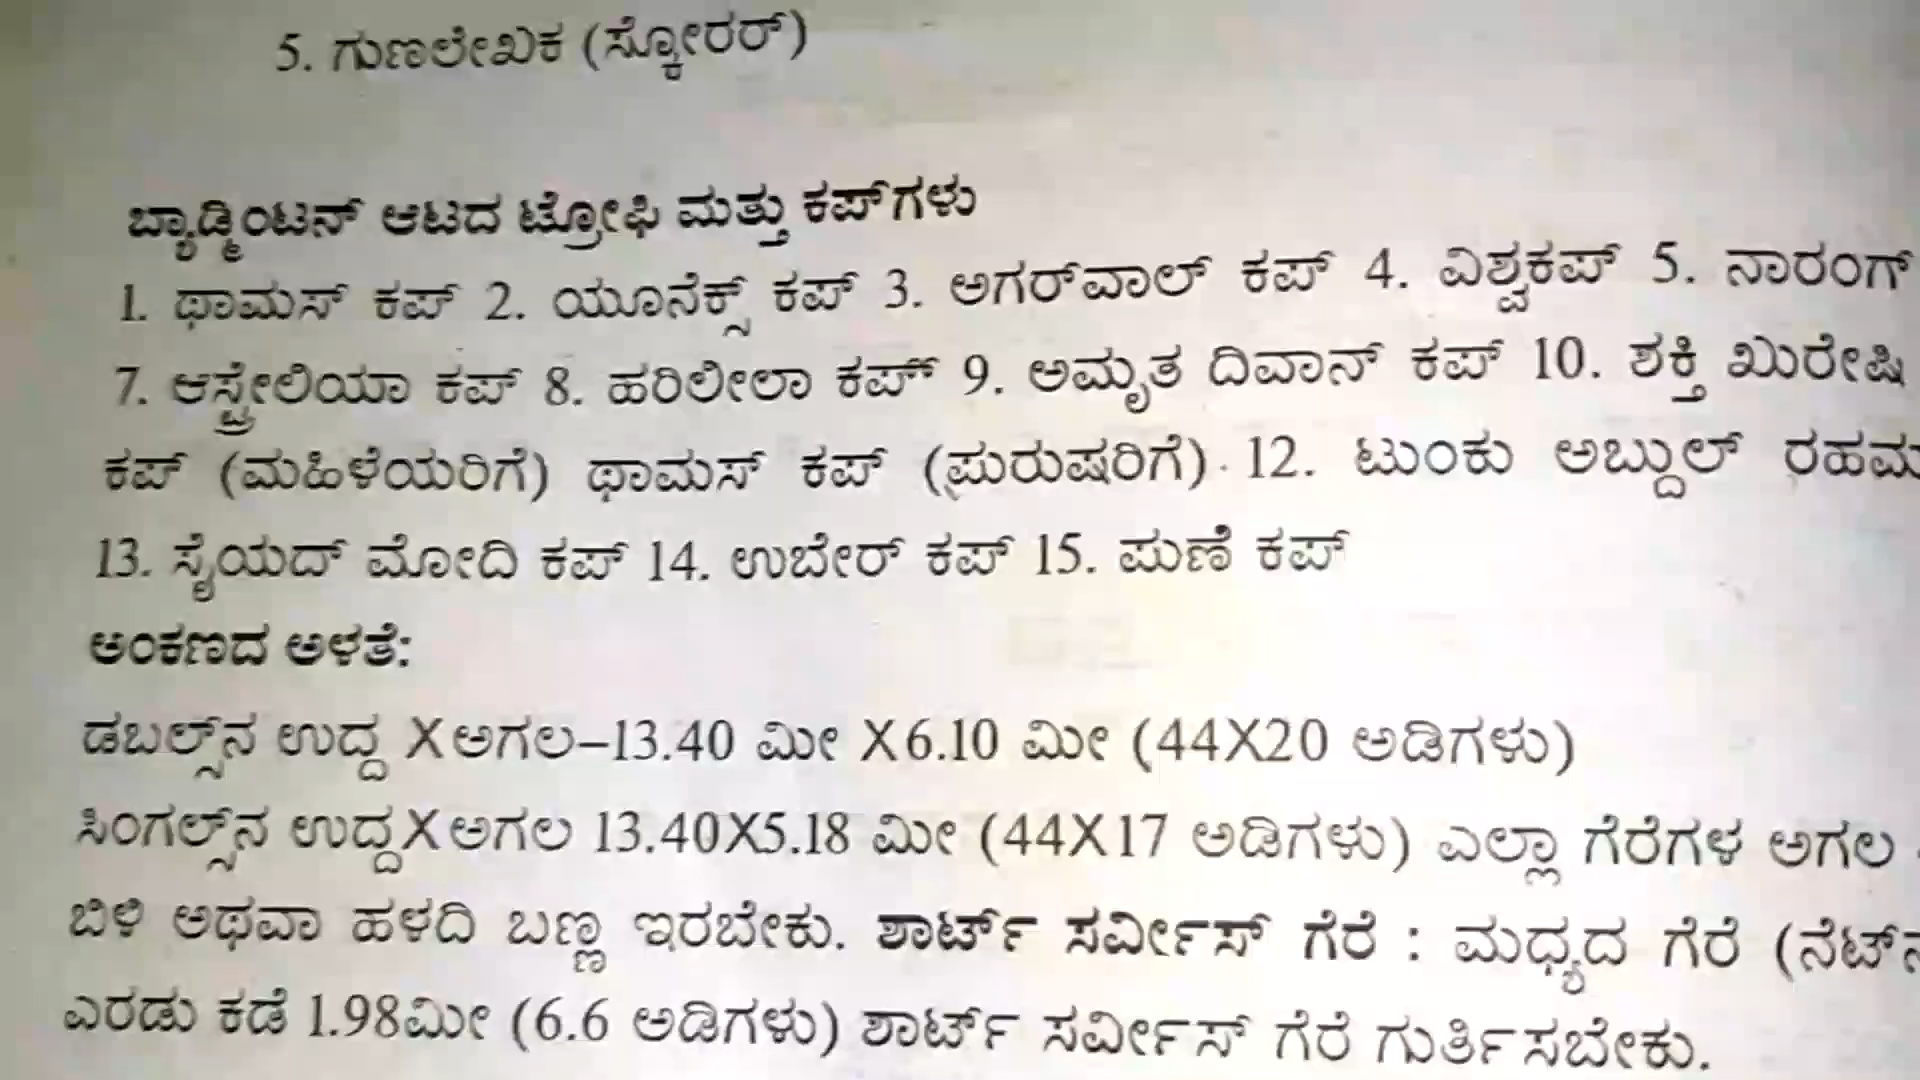 5. ಗುಣಲೇಖಕ (ಸ್ಕೋರರ್)
ಬ್ಯಾಡ್ಮಿಂಟನ್ ಆಟದ ಟ್ರೋಫಿ ಮತ್ತು ಕಪ್‌ಗಳು
1. ಥಾಮಸ್ ಕಪ್ 2. ಯೂನೆಕ್ಸ್ ಕಪ್ 3. ಅಗರ್‌ವಾಲ್ ಕಪ್ 4. ವಿಶ್ವಕಪ್ 5. ನಾರಂಗ್
7. ಆಸ್ಟ್ರೇಲಿಯಾ ಕಪ್ 8. ಹರಿಲೀಲಾ ಕಪ್ 9. ಅಮೃತ ದಿವಾನ್ ಕಪ್ 10. ಶಕ್ತಿ ಖುರೇಷಿ
ಕಪ್ (ಮಹಿಳೆಯರಿಗೆ) ಥಾಮಸ್ ಕಪ್ (ಪುರುಷರಿಗೆ) 12. ಟುಂಕು ಅಬ್ದುಲ್
13. ಸೈಯದ್ ಮೋದಿ ಕಪ್ 14. ಉಬೇರ್ ಕಪ್ 15. ಪುಣೆ ಕಪ್
ಅಂಕಣದ ಅಳತೆ:
ಡಬಲ್ಸ್‌ನ ಉದ್ದ X ಅಗಲ–13.40 ಮೀ X 6.10 ಮೀ (44X20 ಅಡಿಗಳು)
ಸಿಂಗಲ್ಸ್‌ನ ಉದ್ದ X ಅಗಲ 13.40X5.18 ಮೀ (44X17 ಅಡಿಗಳು) ಎಲ್ಲಾ ಗೆರೆಗಳ ಅಗಲ
ಬಿಳಿ ಅಥವಾ ಹಳದಿ ಬಣ್ಣ ಇರಬೇಕು. ಶಾರ್ಟ್ ಸರ್ವೀಸ್ ಗೆರೆ : ಮಧ್ಯದ ಗೆರೆ
ಎರಡು ಕಡೆ 1.98ಮೀ (6.6 ಅಡಿಗಳು) ಶಾರ್ಟ್ ಸರ್ವೀಸ್ ಗೆರೆ ಗುರ್ತಿಸಬೇಕು.